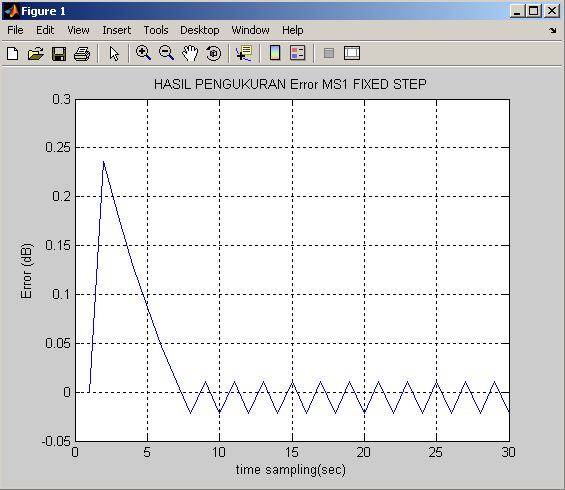 Figure 1
File Edit View Insert Tools Desktop Window Help
HASIL PENGUKURAN Error MS1 FIXED STEP
0.3
0.25
0.2
0.15
0.1
0.05
0
-0.05
Error (dB)
0 5 10 15 20 25 30
time sampling(sec)